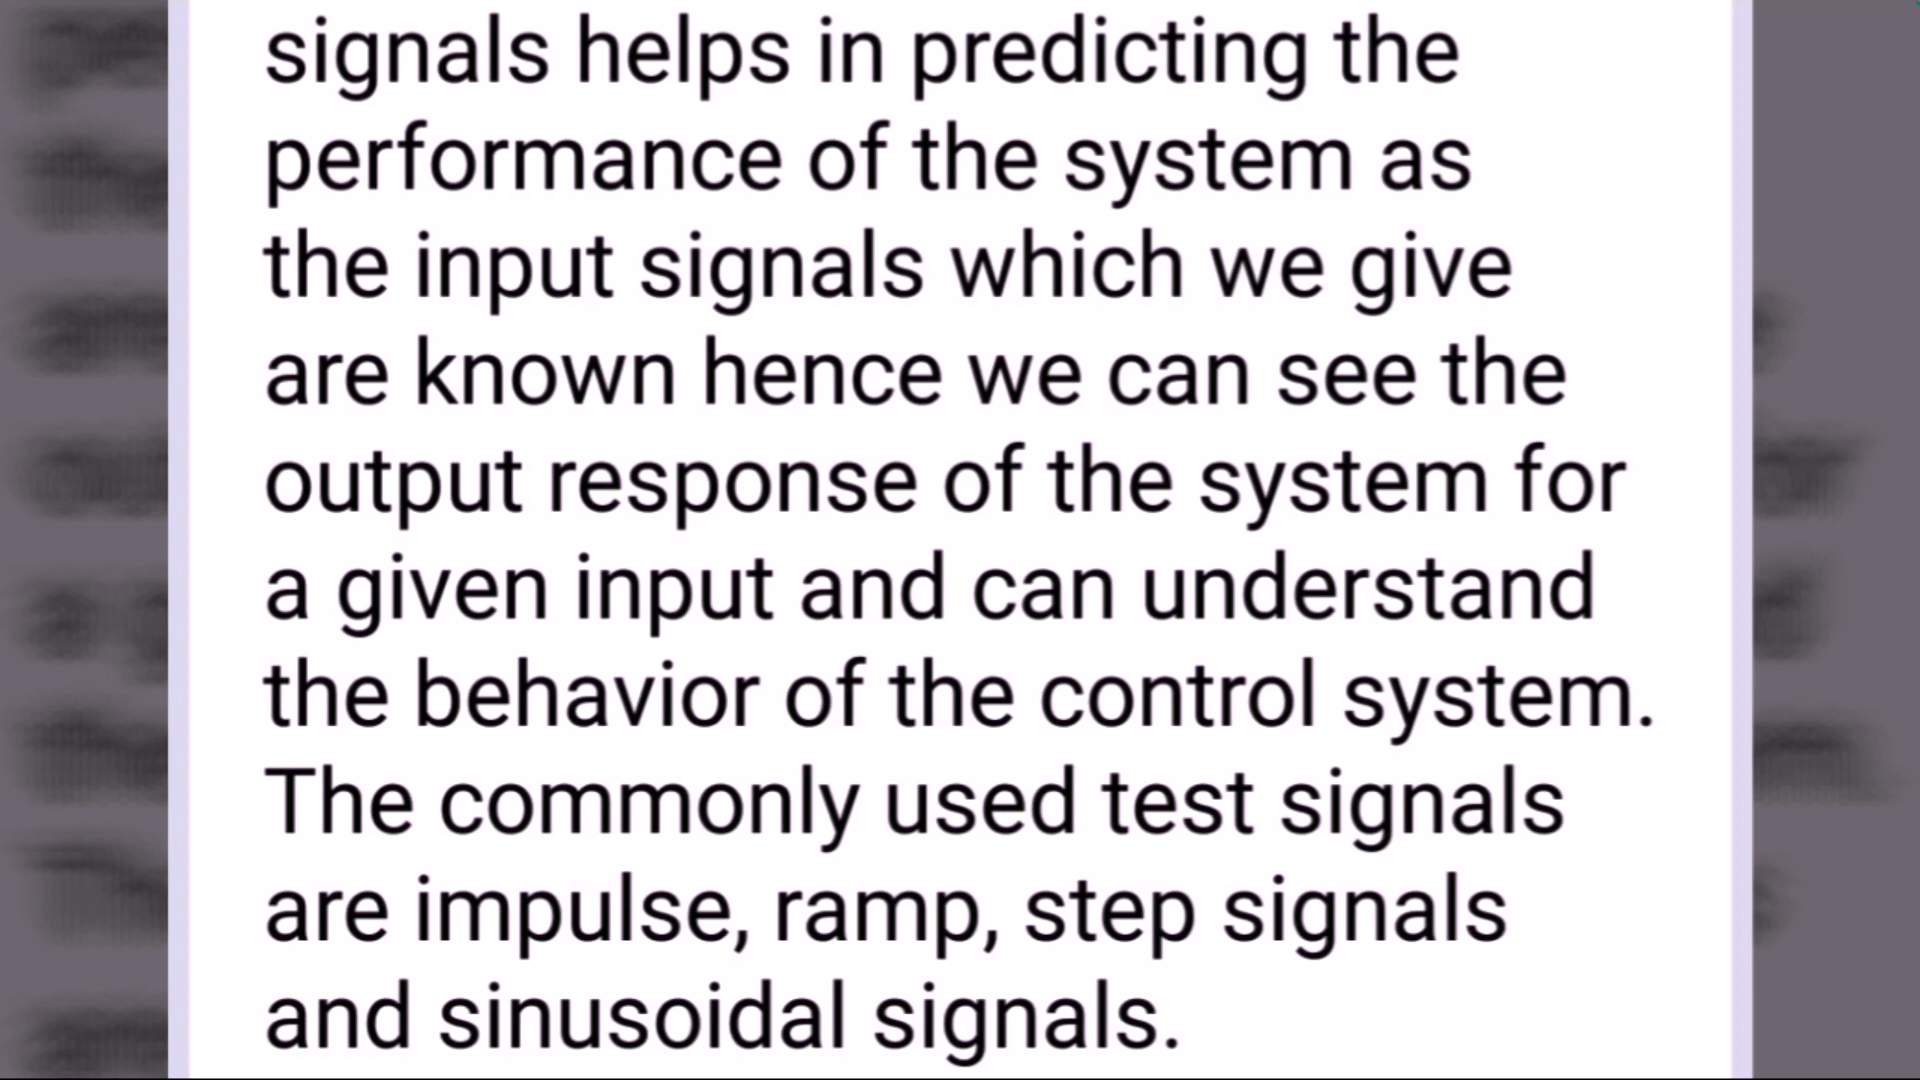 signals helps in predicting the
performance of the system as
the input signals which we give
are known hence we can see the
output response of the system for
a given input and can understand
the behavior of the control system.
The commonly used test signals
are impulse, ramp, step signals
and sinusoidal signals.